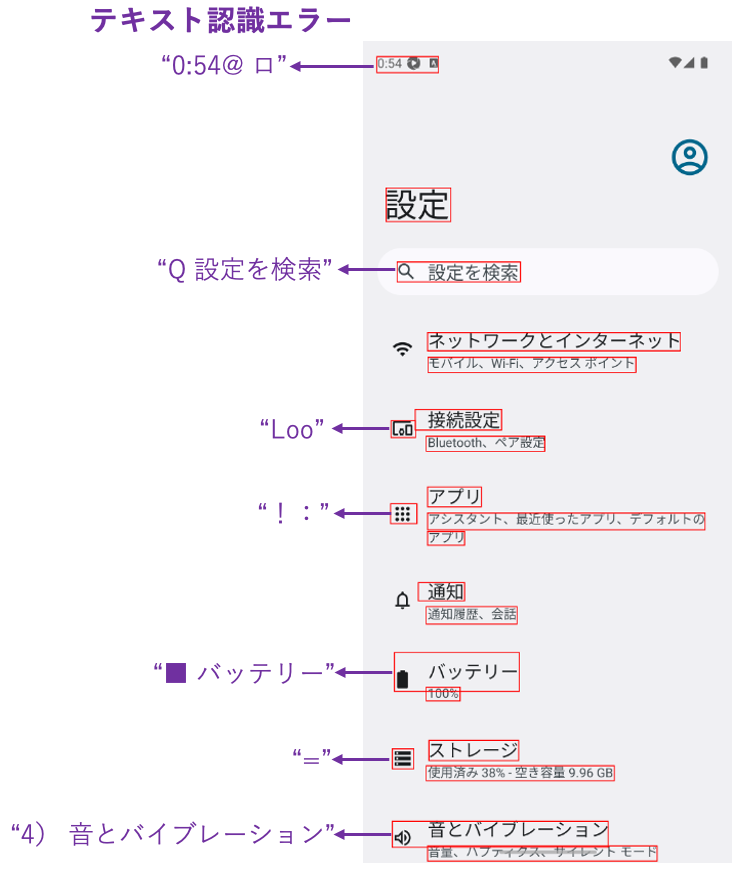 テキスト認識エラー
“0:54@ ロ”
0:54
設定
“Q 設定を検索”
設定を検索
ネットワークとインターネット
モバイル、Wi-Fi、アクセス ポイント
“Loo”
接続設定
Bluetooth、ペア設定
“！：”
アプリ
アシスタント、最近使ったアプリ、デフォルトの
アプリ
通知
通知履歴、会話
“■ バッテリー”
バッテリー
100%
“=”
ストレージ
使用済み 38% - 空き容量 9.96 GB
“4） 音とバイブレーション”
音とバイブレーション
音量、ハプティクス、サイレント モード